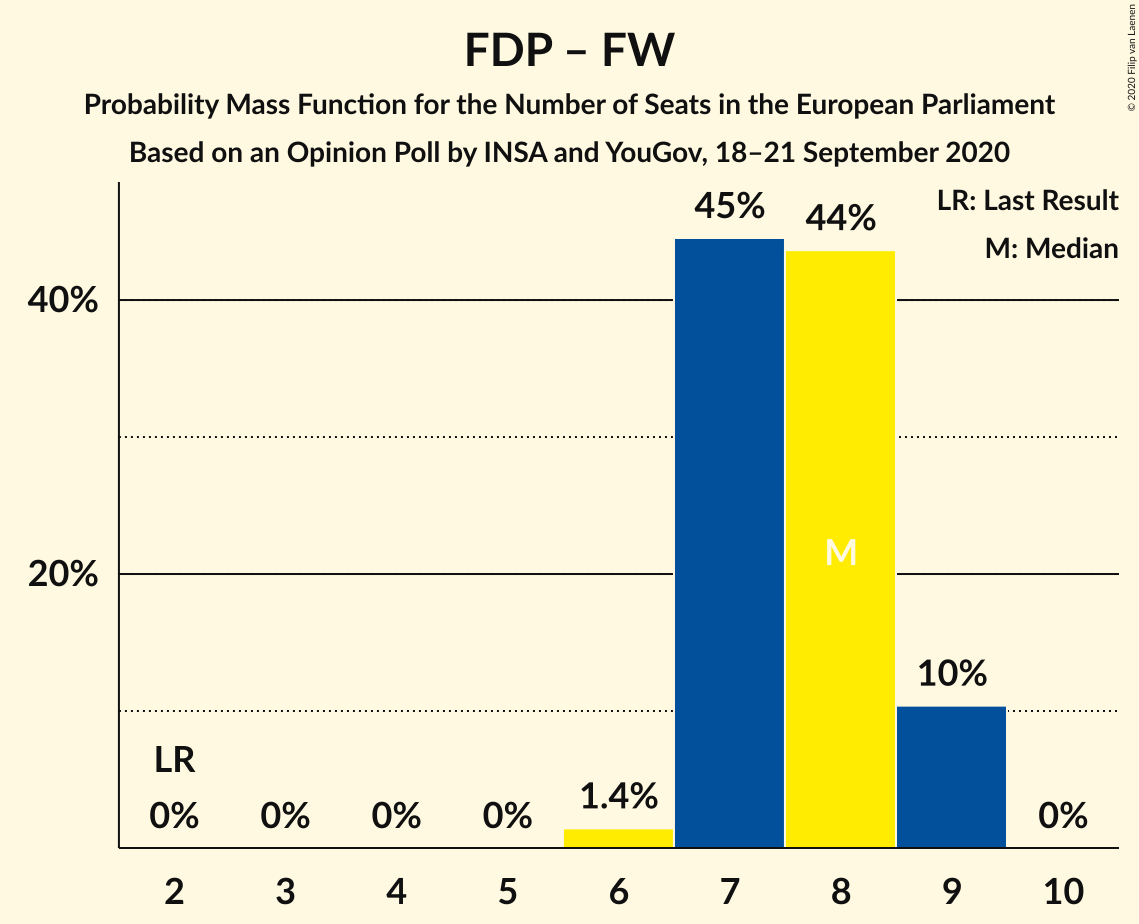 FDP – FW
Probability Mass Function for the Number of Seats in the European Parliament
Based on an Opinion Poll by INSA and YouGov, 18–21 September 2020
© 2020 Filip van Laenen
LR: Last Result
M: Median
45%
44%
40%
M
20%
10%
LR
1.4%
0%
0%
0%
0%
0%
2
3
4
5
6
7
8
9
10